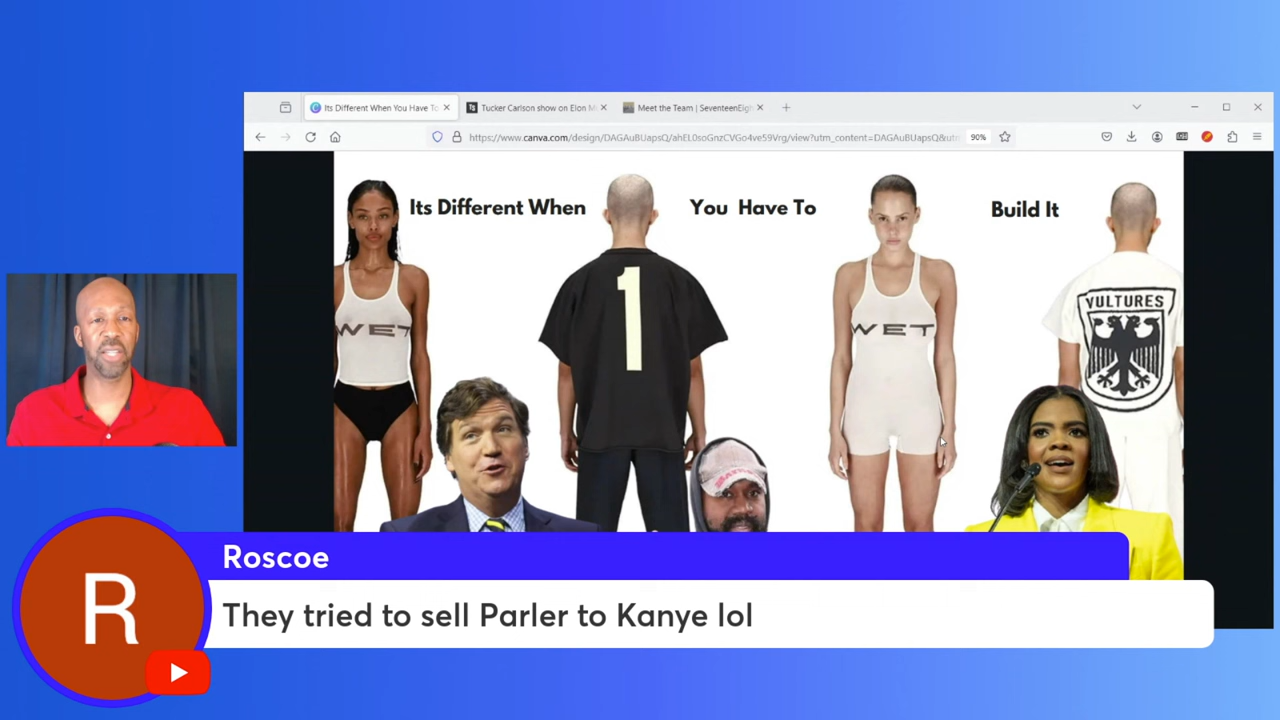 Its Different When You Have To
Tucker Carlson show on Elon M
Meet the Team | SeventeenEigh
https://www.canva.com/design/DAGAuBUapsQ/ahEL0soGnzCVGo4ve59Vrg/view?utm_content=DAGAuBUapsQ&utm
90%
Its Different When
You Have To
Build It
1
VULTURES
WET
WET
Roscoe
R
They tried to sell Parler to Kanye lol